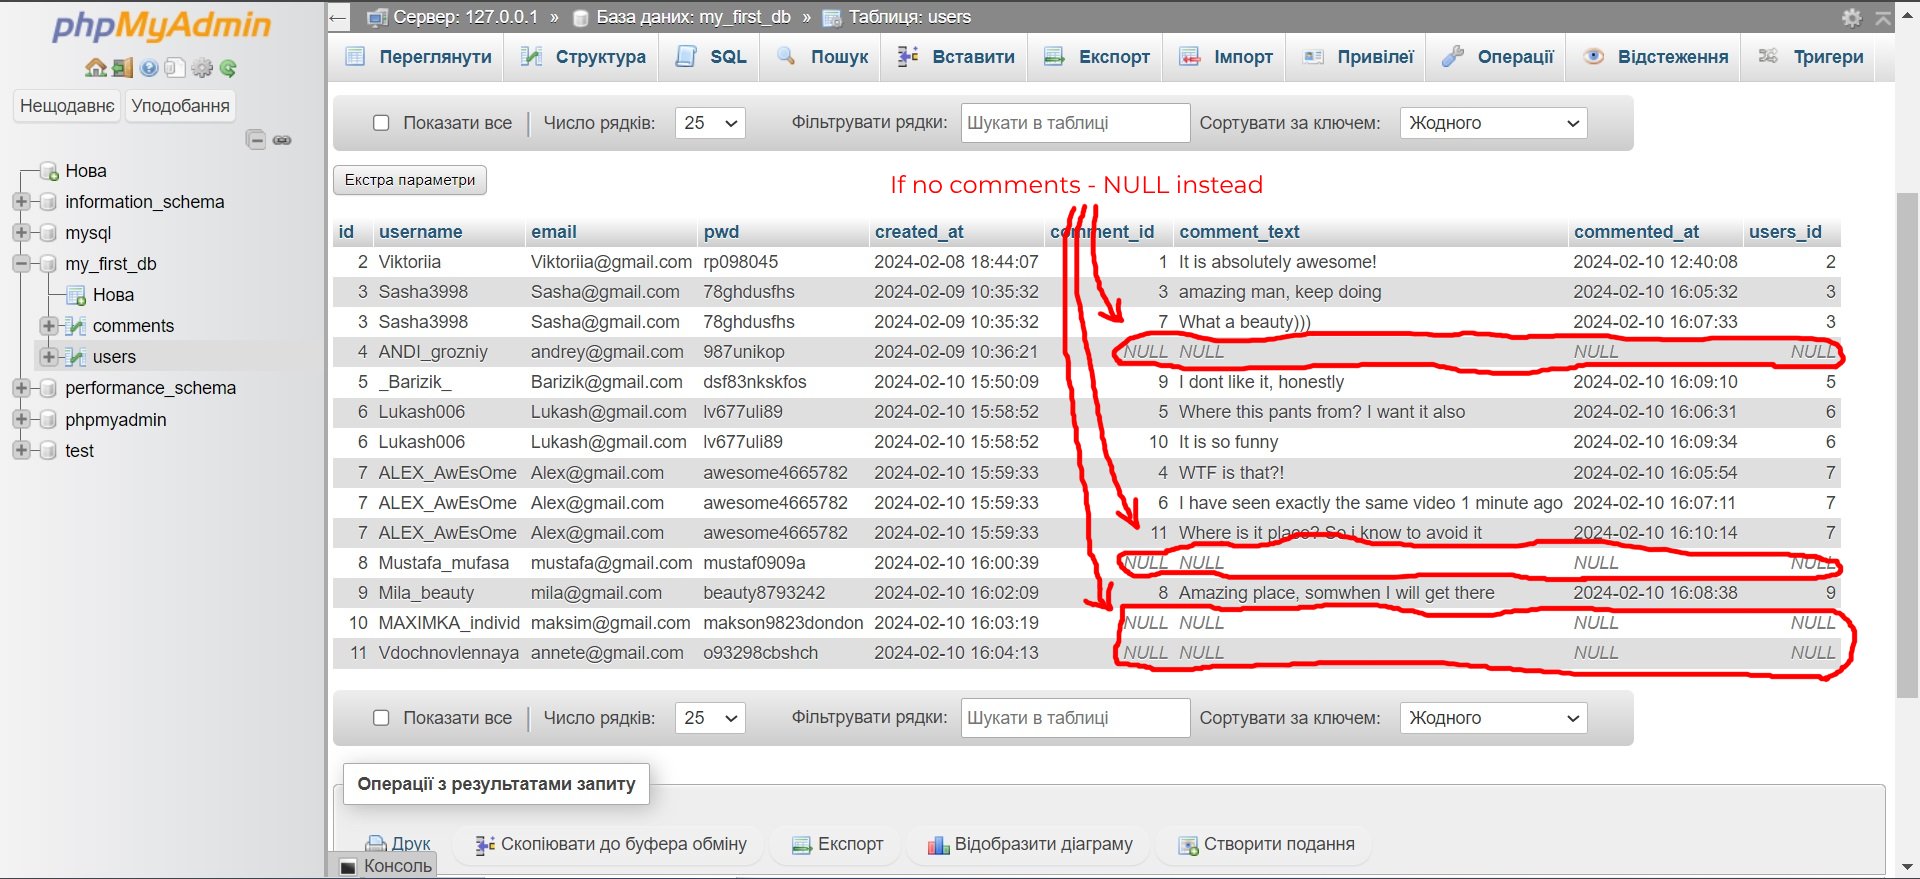 phpMyAdmin
Нещодавнє Уподобання
Нова
information_schema
mysql
my_first_db
Нова
comments
users
performance_schema
phpmyadmin
test
Сервер: 127.0.0.1 » База даних: my_first_db » Таблиця: users
Переглянути Структура SQL Пошук Вставити Експорт Імпорт Привілеї Операції Відстеження Тригери
Показати все Число рядків: 25 Фільтрувати рядки: Шукати в таблиці Сортувати за ключем: Жодного
Екстра параметри
If no comments - NULL instead
id username email pwd created_at comment_id comment_text commented_at users_id
2 Viktoriia Viktoriia@gmail.com rp098045 2024-02-08 18:44:07 1 It is absolutely awesome! 2024-02-10 12:40:08 2
3 Sasha3998 Sasha@gmail.com 78ghdusfhs 2024-02-09 10:35:32 3 amazing man, keep doing 2024-02-10 16:05:32 3
3 Sasha3998 Sasha@gmail.com 78ghdusfhs 2024-02-09 10:35:32 7 What a beauty))) 2024-02-10 16:07:33 3
4 ANDI_grozniy andrey@gmail.com 987unikop 2024-02-09 10:36:21 NULL NULL NULL NULL
5 _Barizik_ Barizik@gmail.com dsf83nkskfos 2024-02-10 15:50:09 9 I dont like it, honestly 2024-02-10 16:09:10 5
6 Lukash006 Lukash@gmail.com lv677uli89 2024-02-10 15:58:52 5 Where this pants from? I want it also 2024-02-10 16:06:31 6
6 Lukash006 Lukash@gmail.com lv677uli89 2024-02-10 15:58:52 10 It is so funny 2024-02-10 16:09:34 6
7 ALEX_AwEsOme Alex@gmail.com awesome4665782 2024-02-10 15:59:33 4 WTF is that?! 2024-02-10 16:05:54 7
7 ALEX_AwEsOme Alex@gmail.com awesome4665782 2024-02-10 15:59:33 6 I have seen exactly the same video 1 minute ago 2024-02-10 16:07:11 7
7 ALEX_AwEsOme Alex@gmail.com awesome4665782 2024-02-10 15:59:33 11 Where is it place? So i know to avoid it 2024-02-10 16:10:14 7
8 Mustafa_mufasa mustafa@gmail.com mustaf0909a 2024-02-10 16:00:39 NULL NULL NULL NULL
9 Mila_beauty mila@gmail.com beauty8793242 2024-02-10 16:02:09 8 Amazing place, somwhen I will get there 2024-02-10 16:08:38 9
10 MAXIMKA_individ maksim@gmail.com makson9823dondon 2024-02-10 16:03:19 NULL NULL NULL NULL
11 Vdochnovlennaya annete@gmail.com o93298cbshch 2024-02-10 16:04:13 NULL NULL NULL NULL
Показати все Число рядків: 25 Фільтрувати рядки: Шукати в таблиці Сортувати за ключем: Жодного
Операції з результатами запиту
Друк Скопіювати до буфера обміну Експорт Відобразити діаграму Створити подання
Консоль